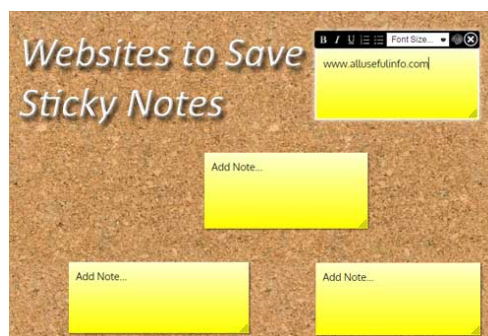 Websites to Save
Sticky Notes
B I U Font Size...
www.allusefulinfo.com
Add Note...
Add Note...
Add Note...